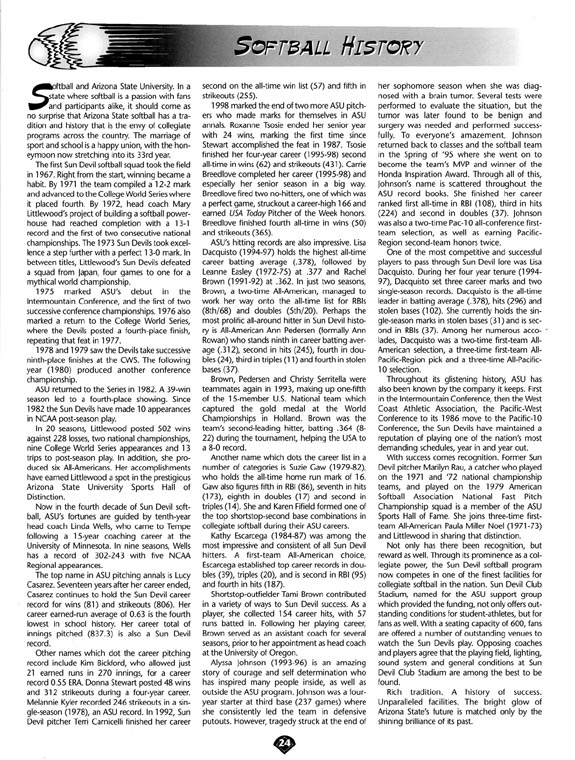 SOFTBALL HISTORY
Softball and Arizona State University. In a
state where softball is a passion with fans
and participants alike, it should come as
no surprise that Arizona State softball has a tra-
dition and history that is the envy of collegiate
programs across the country. The marriage of
sport and school is a happy union, with the ho-
neymoon now stretching into its 33rd year.
The first Sun Devil softball squad took the field
in 1967. Right from the start, winning became a
habit. By 1971 the team compiled a 12-2 mark
and advanced to the College World Series where
it placed fourth. By 1972, head coach Mary
Littlewood's project of building a softball power-
house had reached completion with a 13-1
record and the first of two consecutive national
championships. The 1973 Sun Devils took excel-
lence a step further with a perfect 13-0 mark. In
between titles, Littlewood's Sun Devils defeated
a squad from Japan, four games to one for a
mythical world championship.
1975 marked ASU's debut in the
Intermountain Conference, and the first of two
successive conference championships. 1976 also
marked a return to the College World Series,
where the Devils posted a fourth-place finish,
repeating that feat in 1977.
1978 and 1979 saw the Devils take successive
ninth-place finishes at the CWS. The following
year (1980) produced another conference
championship.
ASU returned to the Series in 1982. A 39-win
season led to a fourth-place showing. Since
1982 the Sun Devils have made 10 appearances
in NCAA post-season play.
In 20 seasons, Littlewood posted 502 wins
against 228 losses, two national championships,
nine College World Series appearances and 13
trips to post-season play. In addition, she pro-
duced six All-Americans. Her accomplishments
have earned Littlewood a spot in the prestigious
Arizona State University Sports Hall of
Distinction.
Now in the fourth decade of Sun Devil soft-
ball, ASU's fortunes are guided by tenth-year
head coach Linda Wells, who came to Tempe
following a 15-year coaching career at the
University of Minnesota. In nine seasons, Wells
has a record of 302-243 with five NCAA
Regional appearances.
The top name in ASU pitching annals is Lucy
Casarez. Seventeen years after her career ended,
Casarez continues to hold the Sun Devil career
record for wins (81) and strikeouts (806). Her
career earned-run average of 0.63 is the fourth
lowest in school history. Her career total of
innings pitched (837.3) is also a Sun Devil
record.
Other names which dot the career pitching
record include Kim Bickford, who allowed just
21 earned runs in 270 innings, for a career
record 0.55 ERA. Donna Stewart posted 48 wins
and 312 strikeouts during a four-year career.
Melannie Kyler recorded 246 strikeouts in a sin-
gle-season (1978), an ASU record. In 1992, Sun
Devil pitcher Terri Carnicelli finished her career
second on the all-time win list (57) and fifth in
strikeouts (255).
1998 marked the end of two more ASU pitch-
ers who made marks for themselves in ASU
annals. Roxanne Tsosie ended her senior year
with 24 wins, marking the first time since
Stewart accomplished the feat in 1987. Tsosie
finished her four-year career (1995-98) second
all-time in wins (62) and strikeouts (431). Carrie
Breedlove completed her career (1995-98) and
especially her senior season in a big way.
Breedlove fired two no-hitters, one of which was
a perfect game, struckout a career-high 166 and
earned USA Today Pitcher of the Week honors.
Breedlove finished fourth all-time in wins (50)
and strikeouts (365).
ASU's hitting records are also impressive. Lisa
Dacquisto (1994-97) holds the highest all-time
career batting average (.378), followed by
Leanne Easley (1972-75) at .377 and Rachel
Brown (1991-92) at .362. In just two seasons,
Brown, a two-time All-American, managed to
work her way onto the all-time list for RBIs
(8th/68) and doubles (5th/20). Perhaps the
most prolific all-around hitter in Sun Devil histo-
ry is All-American Ann Pedersen (formally Ann
Rowan) who stands ninth in career batting aver-
age (.312), second in hits (245), fourth in dou-
bles (24), third in triples (11) and fourth in stolen
bases (37).
Brown, Pedersen and Christy Serritella were
teammates again in 1993, making up one-fifth
of the 15-member U.S. National team which
captured the gold medal at the World
Championships in Holland. Brown was the
team's second-leading hitter, batting .364 (8-
22) during the tournament, helping the USA to
a 8-0 record.
Another name which dots the career list in a
number of categories is Suzie Gaw (1979-82).
who holds the all-time home run mark of 16.
Gaw also figures fifth in RBI (86), seventh in hits
(173), eighth in doubles (17) and second in
triples (14). She and Karen Fifield formed one of
the top shortstop-second base combinations in
collegiate softball during their ASU careers.
Kathy Escarcega (1984-87) was among the
most impressive and consistent of all Sun Devil
hitters. A first-team All-American choice,
Escarcega established top career records in dou-
bles (39), triples (20), and is second in RBI (95)
and fourth in hits (187).
Shortstop-outfielder Tami Brown contributed
in a variety of ways to Sun Devil success. As a
player, she collected 154 career hits, with 57
runs batted in. Following her playing career,
Brown served as an assistant coach for several
seasons, prior to her appointment as head coach
at the University of Oregon.
Alyssa Johnson (1993-96) is an amazing
story of courage and self determination who
has inspired many people inside, as well as
outside the ASU program. Johnson was a four-
year starter at third base (237 games) where
she consistently led the team in defensive
putouts. However, tragedy struck at the end of
her sophomore season when she was diag-
nosed with a brain tumor. Several tests were
performed to evaluate the situation, but the
tumor was later found to be benign and
surgery was needed and performed success-
fully. To everyone's amazement, Johnson
returned back to classes and the softball team
in the Spring of '95 where she went on to
become the team's MVP and winner of the
Honda Inspiration Award. Through all of this,
Johnson's name is scattered throughout the
ASU record books. She finished her career
ranked all-time in RBI (108), third in hits
(224) and second in doubles (37). Johnson
was also a two-time Pac-10 all-conference first-
team selection, as well as earning Pacific-
Region second-team honors twice.
One of the most competitive and successful
players to pass through Sun Devil lore was Lisa
Dacquisto. During her four year tenure (1994-
97), Dacquisto set three career marks and two
single-season records. Dacquisto is the all-time
leader in batting average (.378), hits (296) and
stolen bases (102). She currently holds the sin-
gle-season marks in stolen bases (31) and is sec-
ond in RBIs (37). Among her numerous acco-
lades, Dacquisto was a two-time first-team All-
American selection, a three-time first-team All-
Pacific-Region pick and a three-time All-Pacific-
10 selection.
Throughout its glistening history, ASU has
also been known by the company it keeps. First
in the Intermountain Conference, then the West
Coast Athletic Association, the Pacific-West
Conference to its 1986 move to the Pacific-10
Conference, the Sun Devils have maintained a
reputation of playing one of the nation's most
demanding schedules, year in and year out.
With success comes recognition. Former Sun
Devil pitcher Marilyn Rau, a catcher who played
on the 1971 and '72 national championship
teams, and played on the 1979 American
Softball Association National Fast Pitch
Championship squad is a member of the ASU
Sports Hall of Fame. She joins three-time first-
team All-American Paula Miller Noel (1971-73)
and Littlewood in sharing that distinction.
Not only has there been recognition, but
reward as well. Through its prominence as a col-
legiate power, the Sun Devil softball program
now competes in one of the finest facilities for
collegiate softball in the nation. Sun Devil Club
Stadium, named for the ASU support group
which provided the funding, not only offers out-
standing conditions for student-athletes, but for
fans as well. With a seating capacity of 600, fans
are offered a number of outstanding venues to
watch the Sun Devils play. Opposing coaches
and players agree that the playing field, lighting,
sound system and general conditions at Sun
Devil Club Stadium are among the best to be
found.
Rich tradition. A history of success.
Unparalleled facilities. The bright glow of
Arizona State's future is matched only by the
shining brilliance of its past.
24